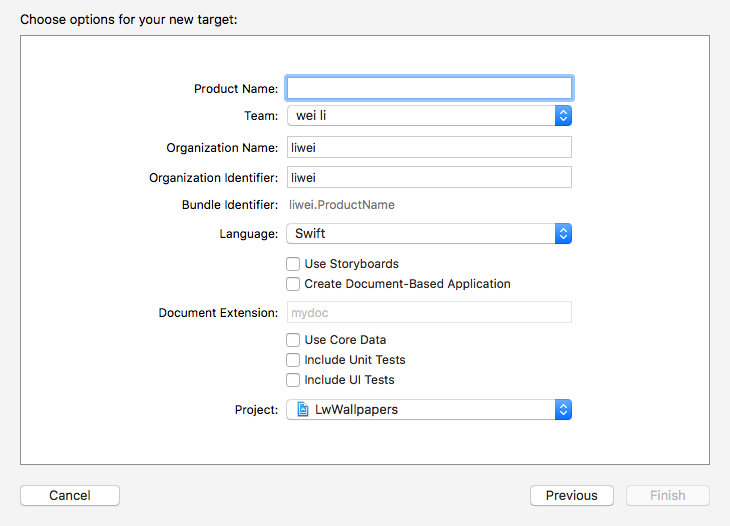 Choose options for your new target:
Product Name:
Team: wei li
Organization Name: liwei
Organization Identifier: liwei
Bundle Identifier: liwei.ProductName
Language: Swift
Use Storyboards
Create Document-Based Application
Document Extension: mydoc
Use Core Data
Include Unit Tests
Include UI Tests
Project: LwWallpapers
Cancel Previous Finish